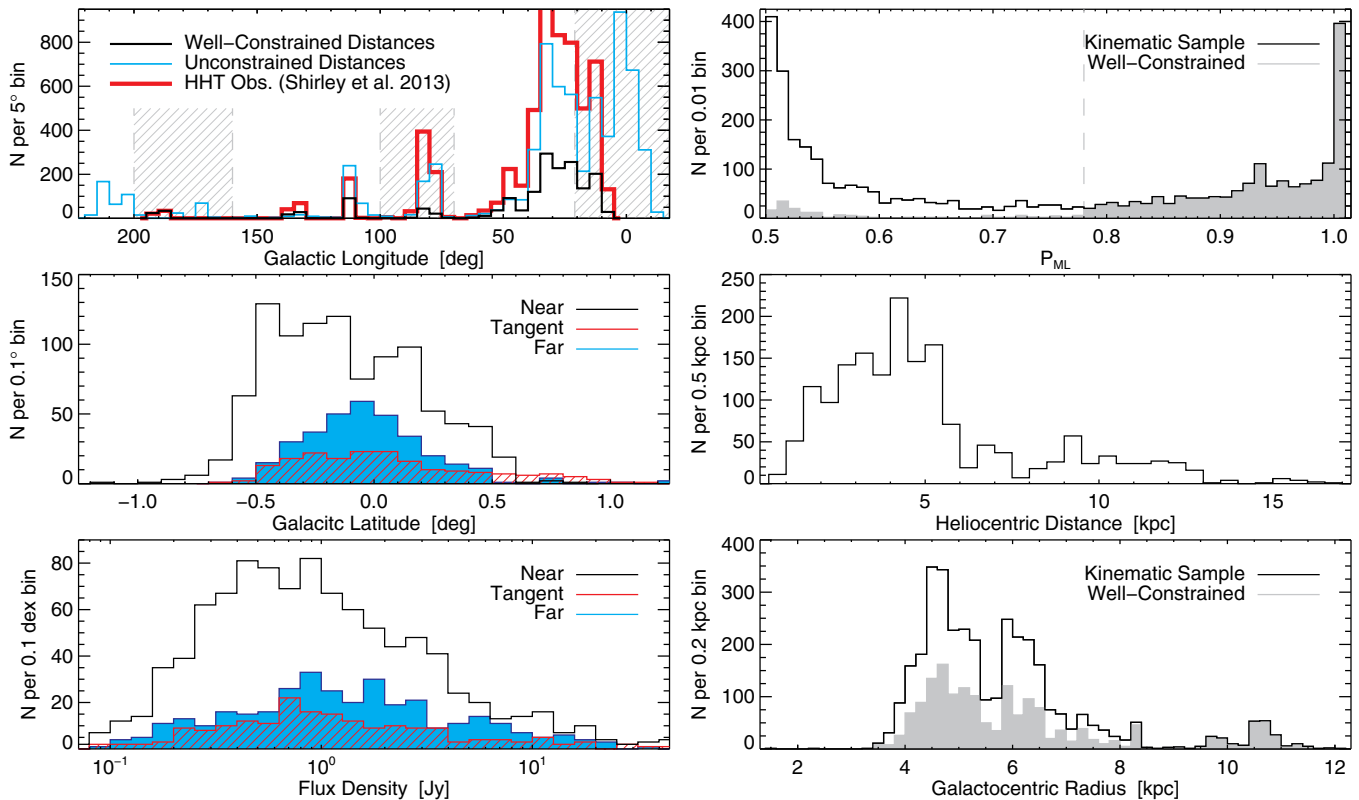 N per 5° bin
800
600
400
200
0
Well-Constrained Distances
Unconstrained Distances
HHT Obs. (Shirley et al. 2013)
200 150 100 50 0
Galactic Longitude [deg]
N per 0.01 bin
400
300
200
100
0
Kinematic Sample
Well-Constrained
0.5 0.6 0.7 0.8 0.9 1.0
P_ML
N per 0.1° bin
150
100
50
0
Near
Tangent
Far
-1.0 -0.5 0.0 0.5 1.0
Galacitc Latitude [deg]
N per 0.5 kpc bin
250
200
150
100
50
0
5 10 15
Heliocentric Distance [kpc]
N per 0.1 dex bin
80
60
40
20
0
Near
Tangent
Far
10⁻¹ 10⁰ 10¹
Flux Density [Jy]
N per 0.2 kpc bin
400
300
200
100
0
Kinematic Sample
Well-Constrained
2 4 6 8 10 12
Galactocentric Radius [kpc]